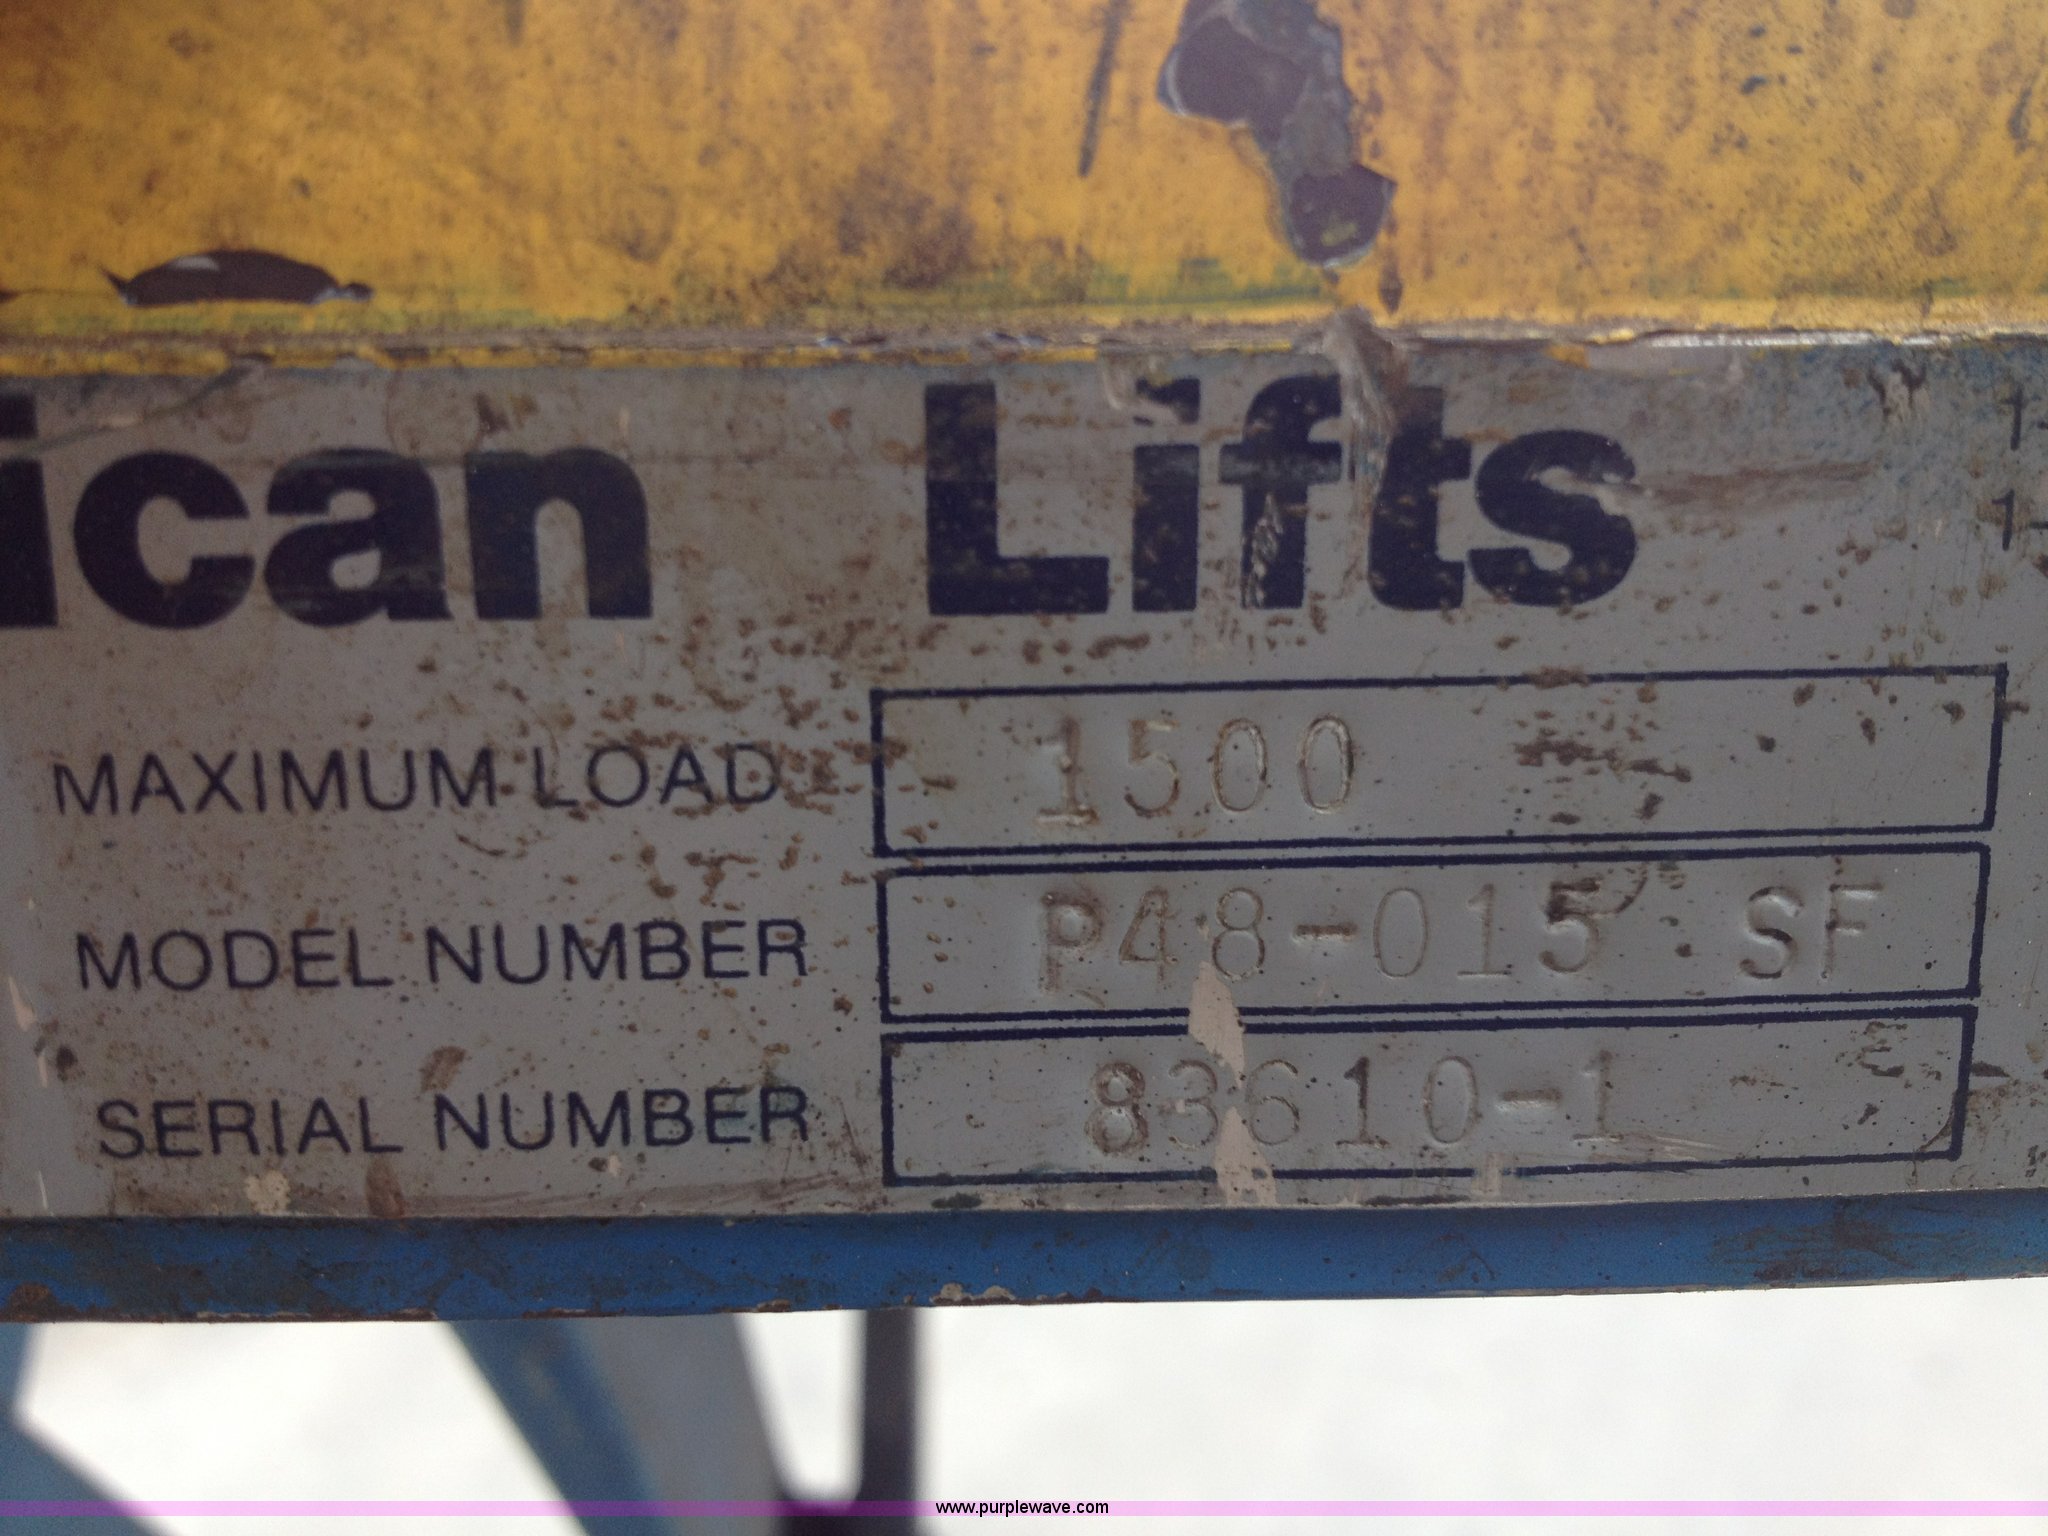 ican Lifts
MAXIMUM LOAD 1500
MODEL NUMBER P48-015 SF
SERIAL NUMBER 83610-1
www.purplewave.com